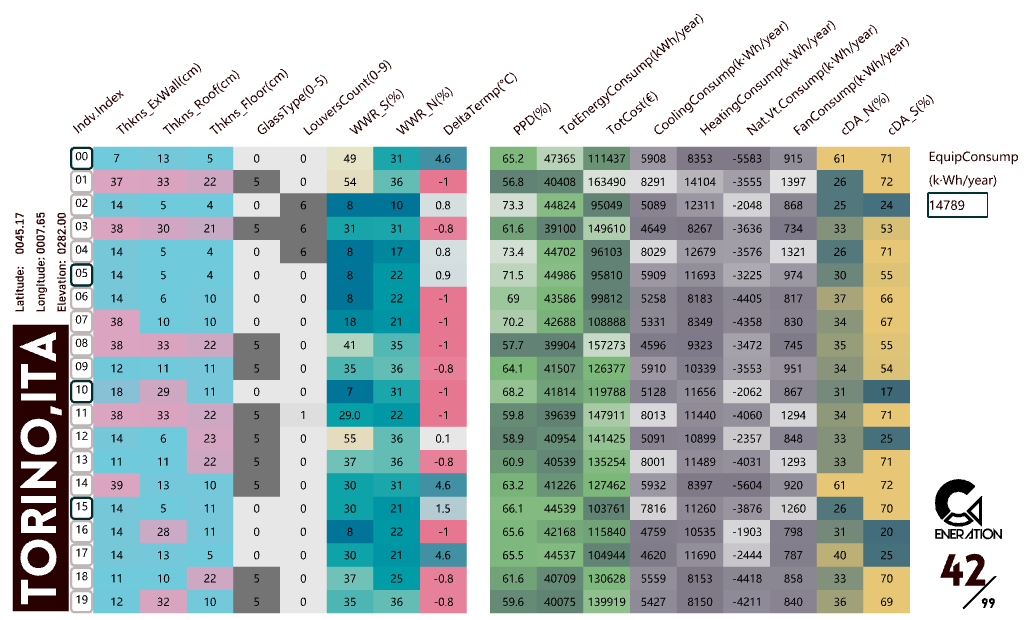 Indv.Index Thkns_ExWall(cm) Thkns_Roof(cm) Thkns_Floor(cm) GlassType(0-5) LouversCount(0-9) WWR_S(%) WWR_N(%) DeltaTermp(°C) PPD(%) TotEnergyConsump(kWh/year) TotCost(€) CoolingConsump(k·Wh/year) HeatingConsump(k·Wh/year) Nat.Vt.Consump(k·Wh/year) FanConsump(k·Wh/year) cDA_N(%) cDA_S(%)
00 7 13 5 0 0 49 31 4.6 65.2 47365 111437 5908 8353 -5583 915 61 71
01 37 33 22 5 0 54 36 -1 56.8 40408 163490 8291 14104 -3555 1397 26 72
02 14 5 4 0 6 8 10 0.8 73.3 44824 95049 5089 12311 -2048 868 25 24
03 38 30 21 5 6 31 31 -0.8 61.6 39100 149610 4649 8267 -3636 734 33 53
04 14 5 4 0 6 8 17 0.8 73.4 44702 96103 8029 12679 -3576 1321 26 71
05 14 5 4 0 0 8 22 0.9 71.5 44986 95810 5909 11693 -3225 974 30 55
06 14 6 10 0 0 8 22 -1 69 43586 99812 5258 8183 -4405 817 37 66
07 38 10 10 0 0 18 21 -1 70.2 42688 108888 5331 8349 -4358 830 34 67
08 38 33 22 5 0 41 35 -1 57.7 39904 157273 4596 9323 -3472 745 35 55
09 12 11 11 5 0 35 36 -0.8 64.1 41507 126377 5910 10339 -3553 951 34 54
10 18 29 11 0 0 7 31 -1 68.2 41814 119788 5128 11656 -2062 867 31 17
11 38 33 22 5 1 29.0 22 -1 59.8 39639 147911 8013 11440 -4060 1294 34 71
12 14 6 23 5 0 55 36 0.1 58.9 40954 141425 5091 10899 -2357 848 33 25
13 11 11 22 5 0 37 36 -0.8 60.9 40539 135254 8001 11489 -4031 1293 33 71
14 39 13 10 5 0 30 31 4.6 63.2 41226 127462 5932 8397 -5604 920 61 72
15 14 5 11 0 0 30 21 1.5 66.1 44539 103761 7816 11260 -3876 1260 26 70
16 14 28 11 0 0 8 22 -1 65.6 42168 115840 4759 10535 -1903 798 31 20
17 14 13 5 0 0 30 21 4.6 65.5 44537 104944 4620 11690 -2444 787 40 25
18 11 10 22 5 0 37 25 -0.8 61.6 40709 130628 5559 8153 -4418 858 33 70
19 12 32 10 5 0 35 36 -0.8 59.6 40075 139919 5427 8150 -4211 840 36 69
EquipConsump
(k·Wh/year)
14789
Latitude: 0045.17
Longitude: 0007.65
Elevation: 0282.00
TORINO,ITA
ENERATION
42/99